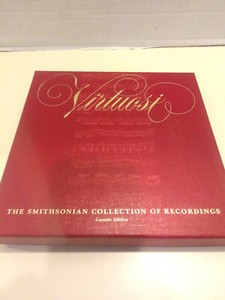 Virtuosi
THE SMITHSONIAN COLLECTION OF RECORDINGS
Cassette Edition